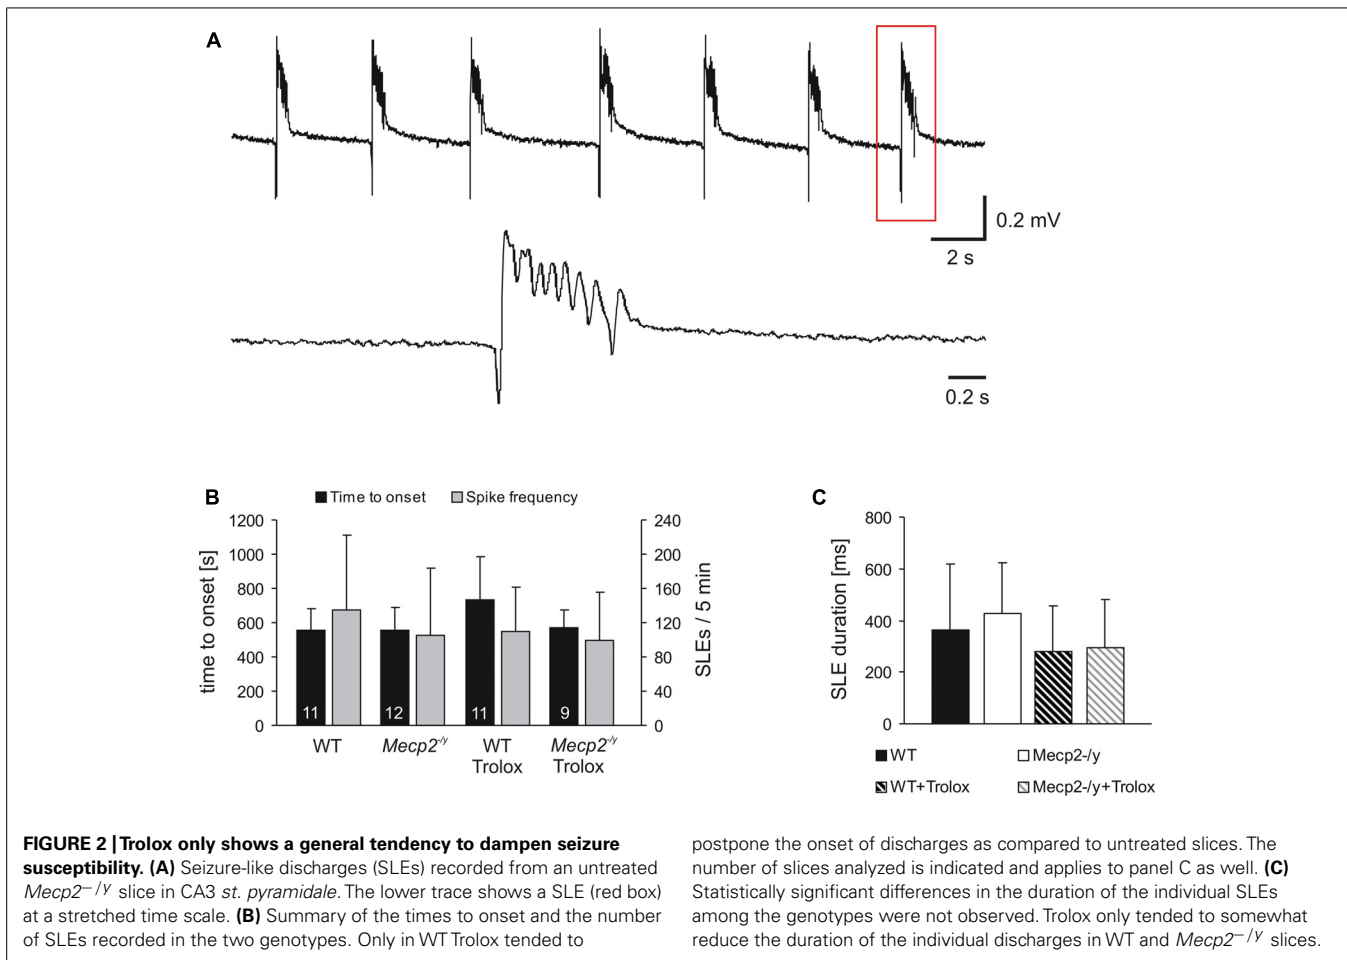 A
0.2 mV
2 s
0.2 s
B
Time to onset
Spike frequency
1200
1000
800
600
400
200
0
time to onset [s]
240
200
160
120
80
40
0
SLEs / 5 min
11
12
11
9
WT
Mecp2-/y
WT
Trolox
Mecp2-/y
Trolox
C
800
600
400
200
0
SLE duration [ms]
WT
Mecp2-/y
WT+Trolox
Mecp2-/y+Trolox
FIGURE 2 | Trolox only shows a general tendency to dampen seizure
susceptibility. (A) Seizure-like discharges (SLEs) recorded from an untreated
Mecp2−/y slice in CA3 st. pyramidale. The lower trace shows a SLE (red box)
at a stretched time scale. (B) Summary of the times to onset and the number
of SLEs recorded in the two genotypes. Only in WT Trolox tended to
postpone the onset of discharges as compared to untreated slices. The
number of slices analyzed is indicated and applies to panel C as well. (C)
Statistically significant differences in the duration of the individual SLEs
among the genotypes were not observed. Trolox only tended to somewhat
reduce the duration of the individual discharges in WT and Mecp2−/y slices.